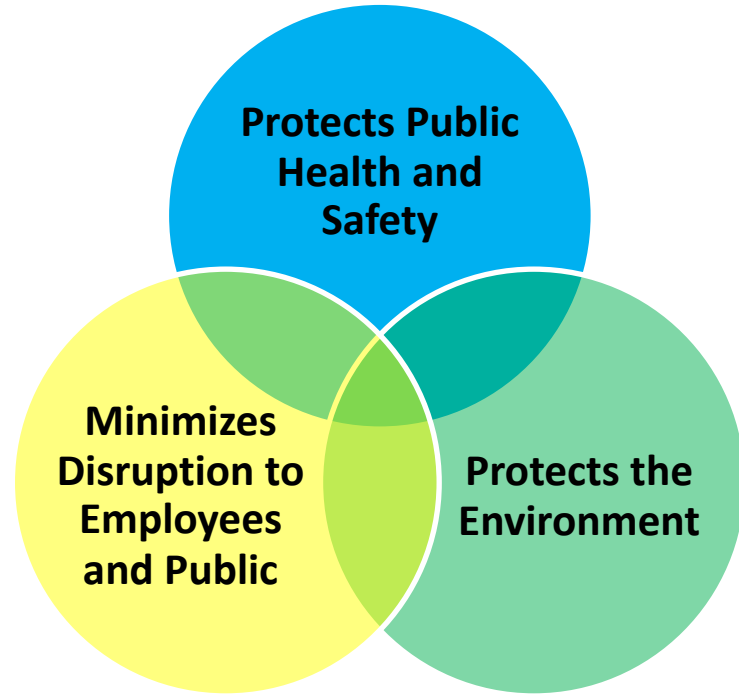 Protects Public
Health and
Safety
Minimizes
Disruption to
Employees
and Public
Protects the
Environment